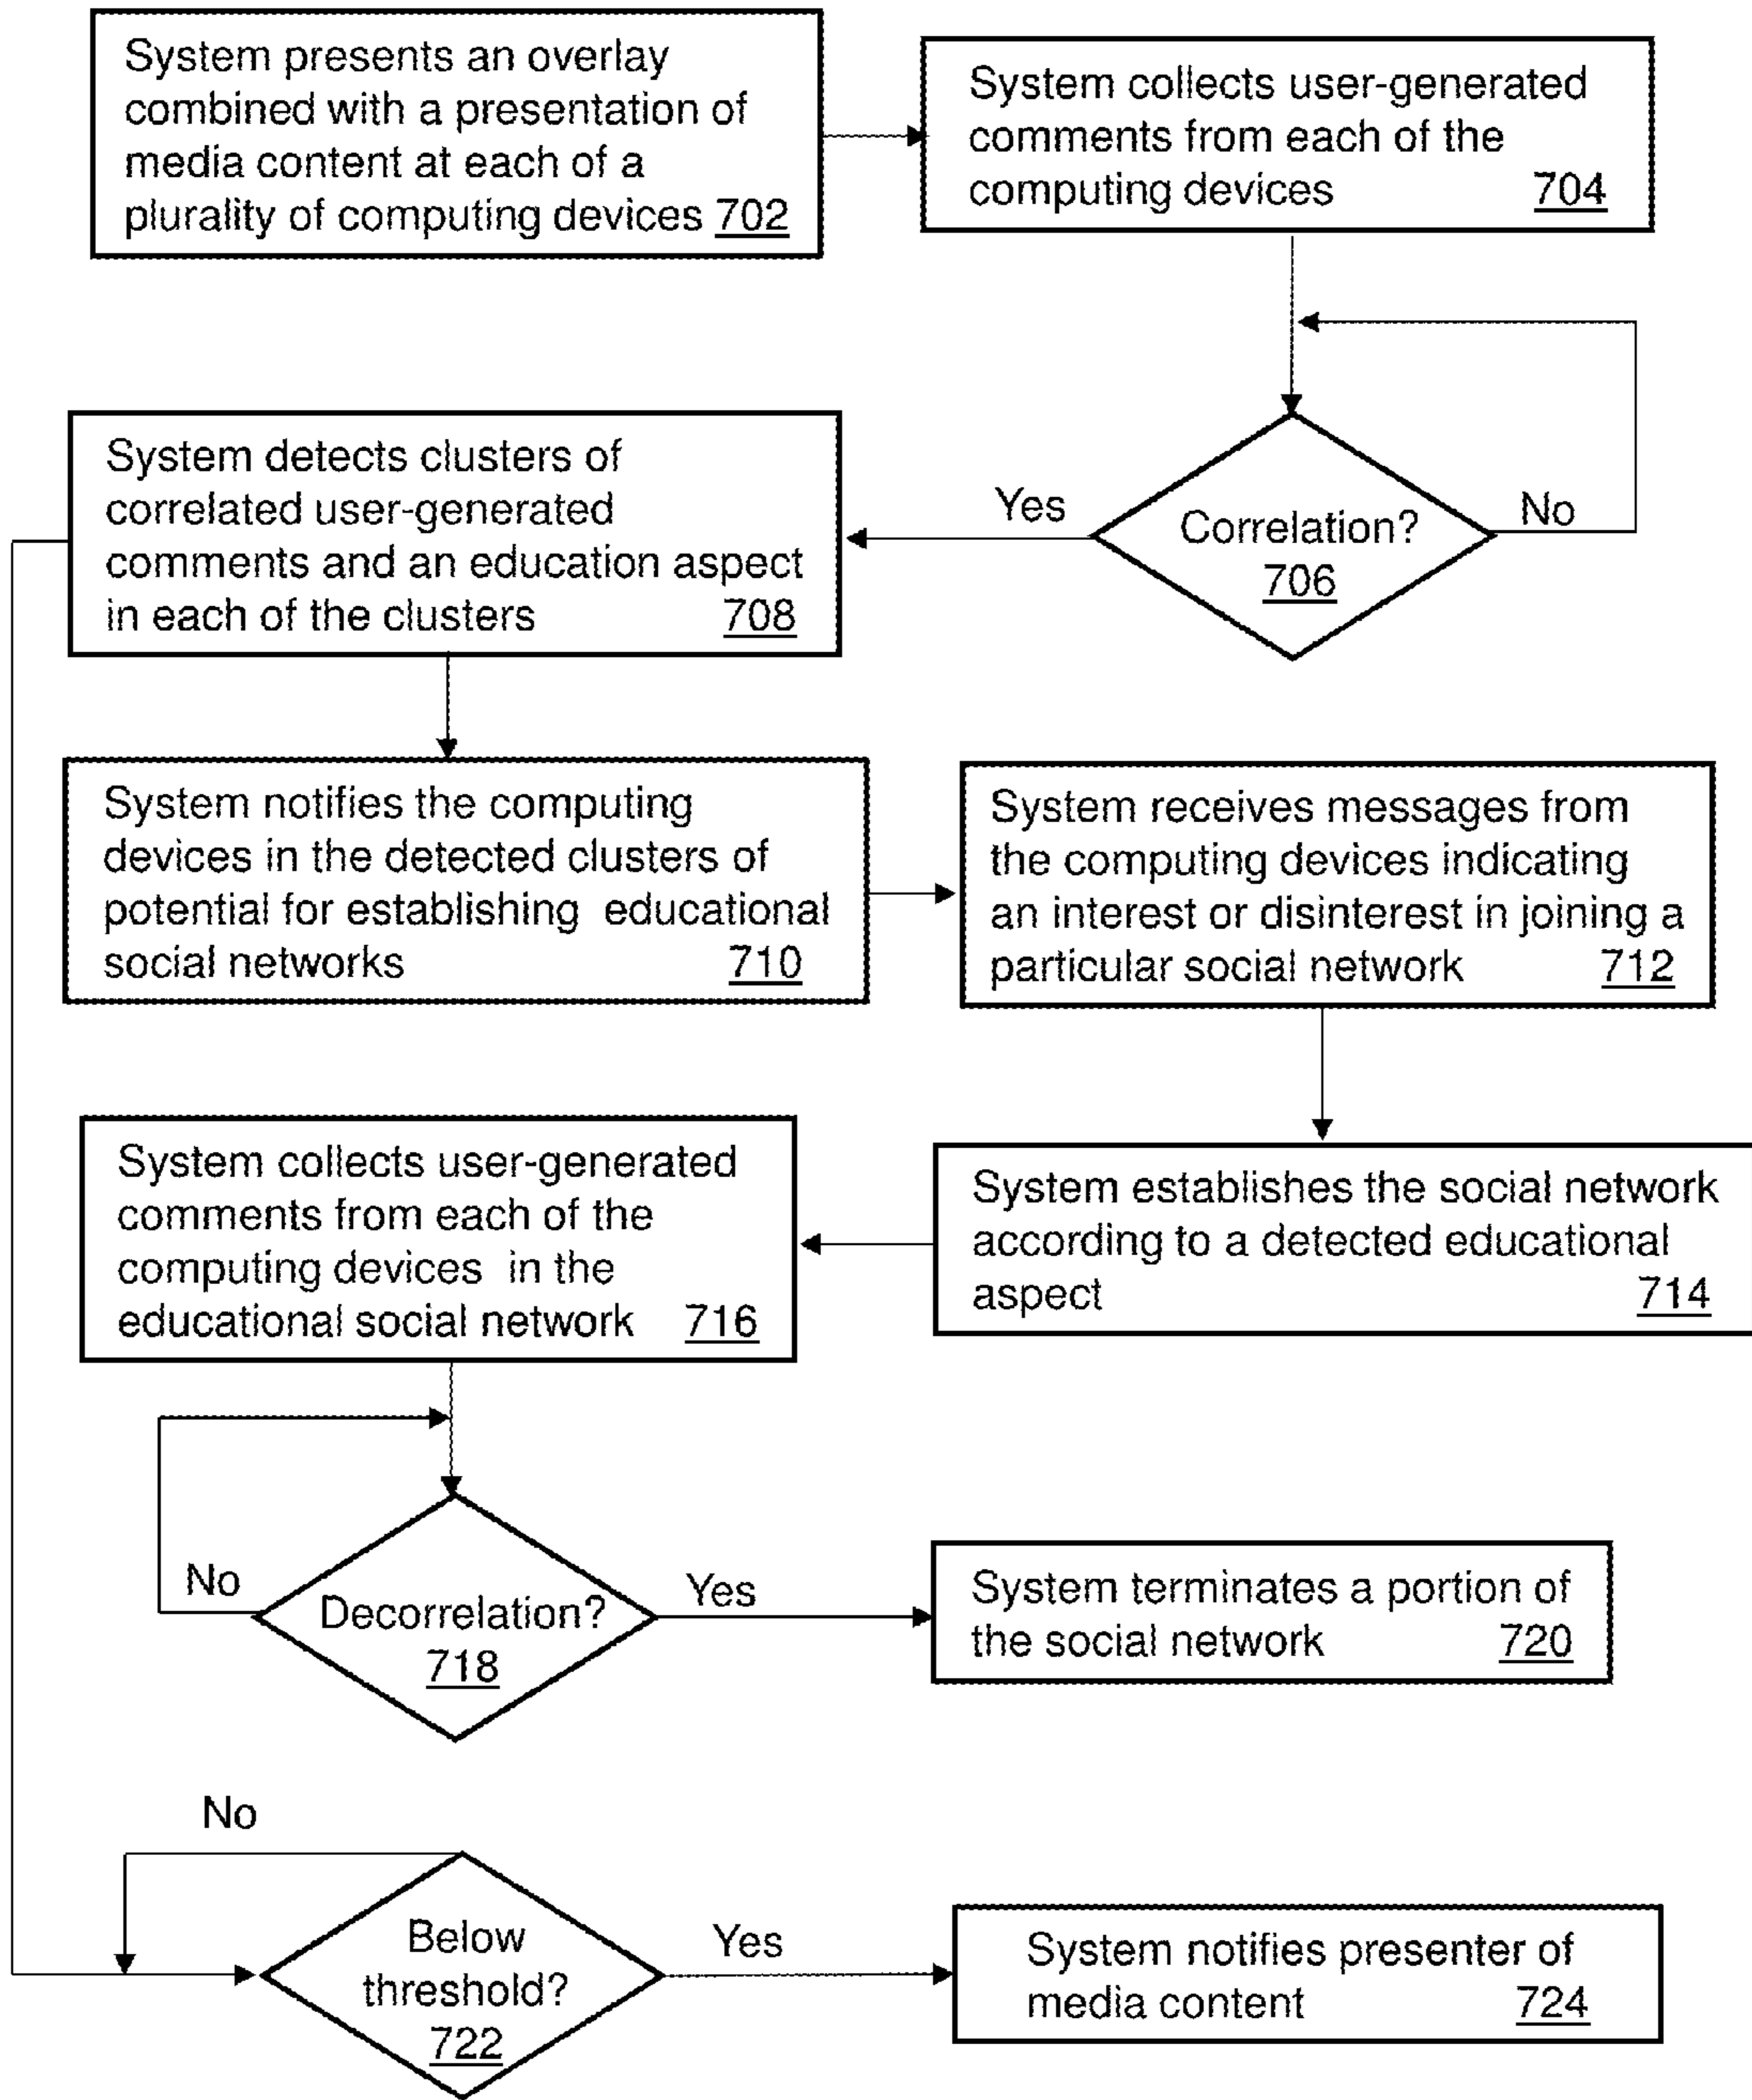 System presents an overlay
combined with a presentation of
media content at each of a
plurality of computing devices 702
System collects user-generated
comments from each of the
computing devices 704
Correlation?
706
Yes
No
System detects clusters of
correlated user-generated
comments and an education aspect
in each of the clusters 708
System notifies the computing
devices in the detected clusters of
potential for establishing educational
social networks 710
System receives messages from
the computing devices indicating
an interest or disinterest in joining a
particular social network 712
System establishes the social network
according to a detected educational
aspect 714
System collects user-generated
comments from each of the
computing devices in the
educational social network 716
Decorrelation?
718
No
Yes
System terminates a portion of
the social network 720
No
Below
threshold?
722
Yes
System notifies presenter of
media content 724